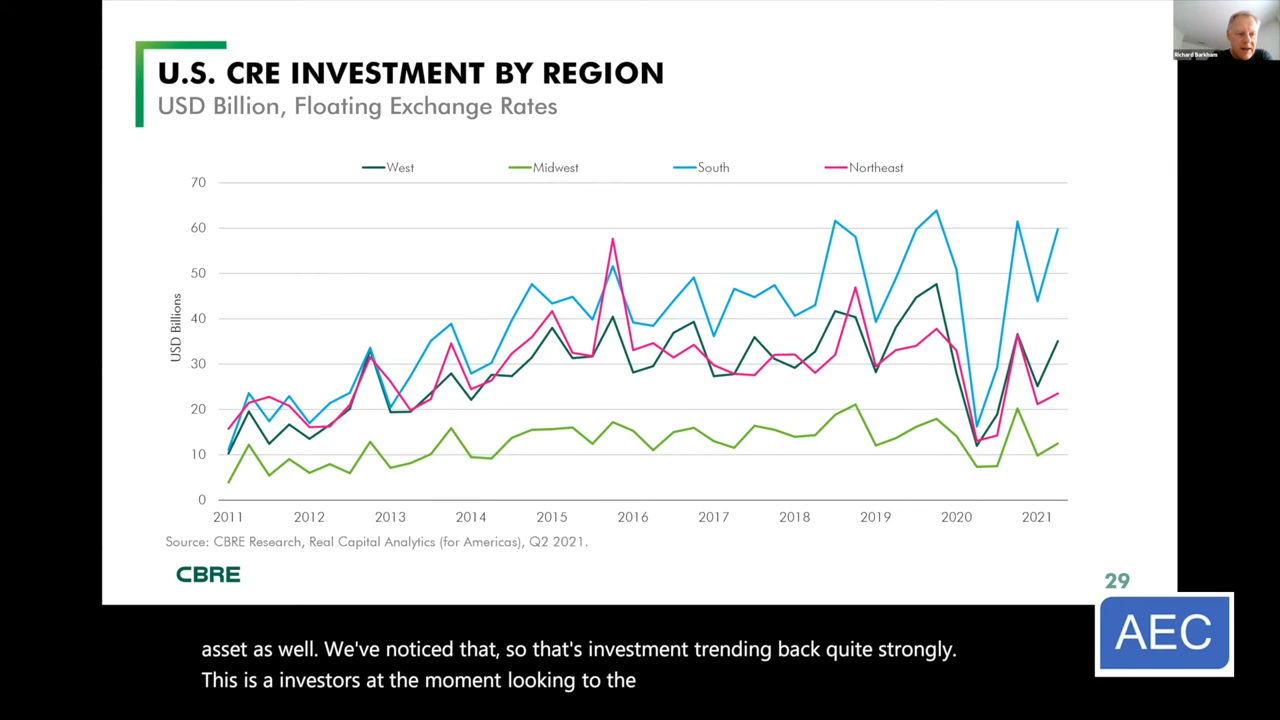 Richard Barkham
U.S. CRE INVESTMENT BY REGION
USD Billion, Floating Exchange Rates
West Midwest South Northeast
USD Billions
70
60
50
40
30
20
10
0
2011 2012 2013 2014 2015 2016 2017 2018 2019 2020 2021
Source: CBRE Research, Real Capital Analytics (for Americas), Q2 2021.
CBRE
29
AEC
asset as well. We've noticed that, so that's investment trending back quite strongly.
This is a investors at the moment looking to the